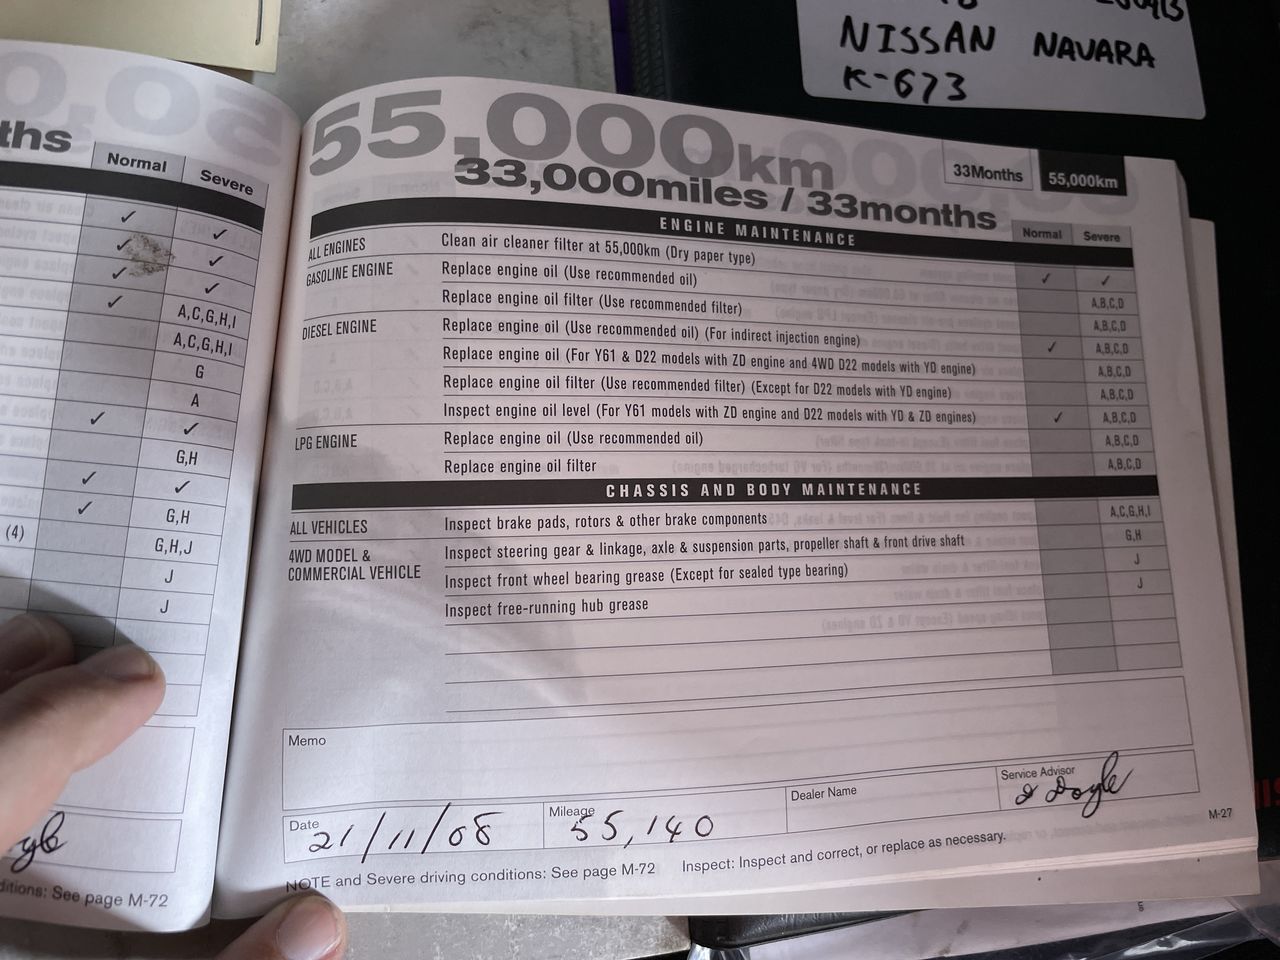 NISSAN NAVARA
K-673
ths
Normal Severe
✓ ✓
✓ ✓
✓ ✓
✓ A,C,G,H,I
A,C,G,H,I
G
A
✓ ✓
G,H
✓ ✓
✓ G,H
(4) G,H,J
J
J
M-72
55,000km
33,000miles / 33months
33Months 55,000km
ENGINE MAINTENANCE Normal Severe
ALL ENGINES Clean air cleaner filter at 55,000km (Dry paper type) ✓ ✓
GASOLINE ENGINE Replace engine oil (Use recommended oil) A,B,C,D
Replace engine oil filter (Use recommended filter) A,B,C,D
DIESEL ENGINE Replace engine oil (Use recommended oil) (For indirect injection engine) ✓ A,B,C,D
Replace engine oil (For Y61 & D22 models with ZD engine and 4WD D22 models with YD engine) A,B,C,D
Replace engine oil filter (Use recommended filter) (Except for D22 models with YD engine) A,B,C,D
Inspect engine oil level (For Y61 models with ZD engine and D22 models with YD & ZD engines) ✓ A,B,C,D
LPG ENGINE Replace engine oil (Use recommended oil) A,B,C,D
Replace engine oil filter A,B,C,D
CHASSIS AND BODY MAINTENANCE
ALL VEHICLES Inspect brake pads, rotors & other brake components A,C,G,H,I
4WD MODEL & COMMERCIAL VEHICLE Inspect steering gear & linkage, axle & suspension parts, propeller shaft & front drive shaft G,H
Inspect front wheel bearing grease (Except for sealed type bearing) J
Inspect free-running hub grease J
Memo
Date 21/11/08 Mileage 55,140 Dealer Name Service Advisor J Doyle
NOTE and Severe driving conditions: See page M-72 Inspect: Inspect and correct, or replace as necessary.
M-27